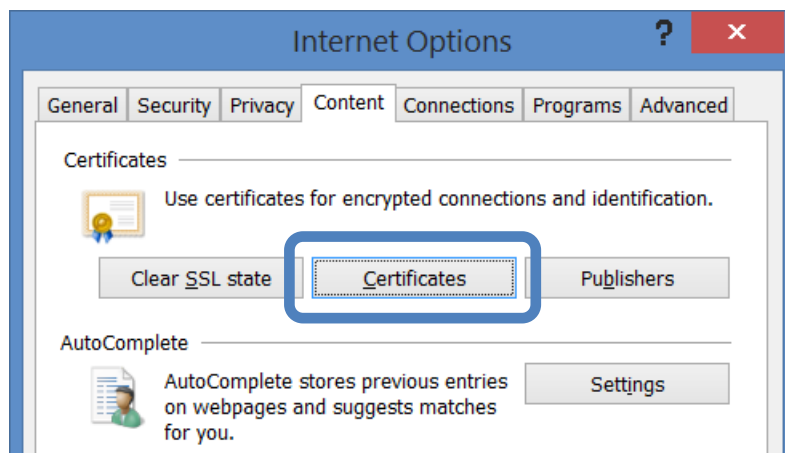 Internet Options
?
General Security Privacy Content Connections Programs Advanced
Certificates
Use certificates for encrypted connections and identification.
Clear SSL state Certificates Publishers
AutoComplete
AutoComplete stores previous entries
on webpages and suggests matches
for you.
Settings